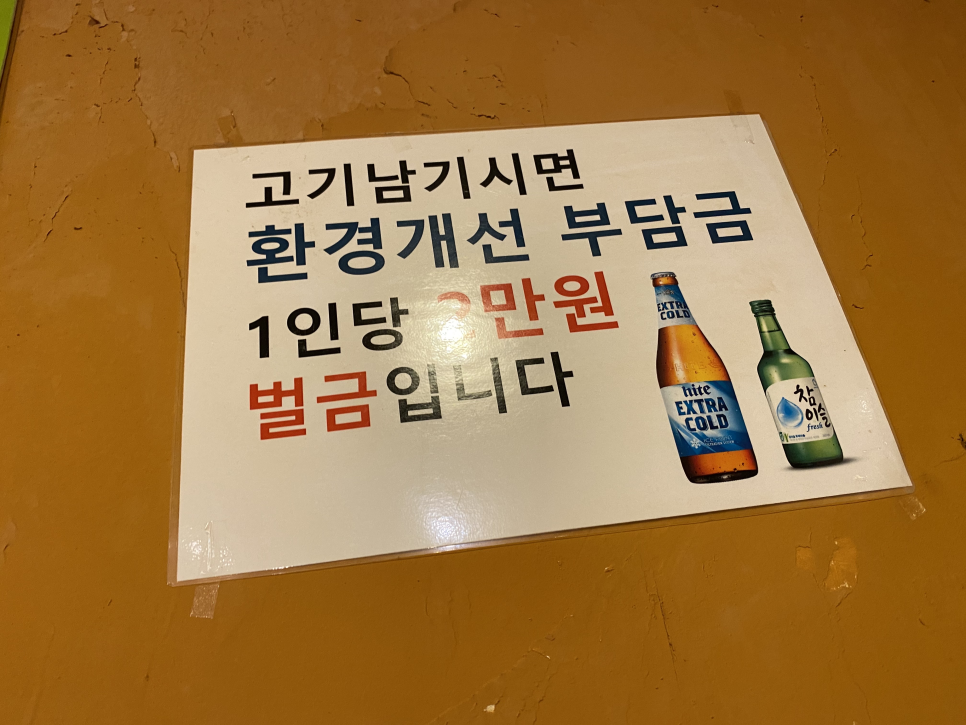 고기남기시면
환경개선 부담금
1인당 2만원
벌금입니다
EXTRA
COLD
hite
EXTRA
COLD
참
이슬
fresh